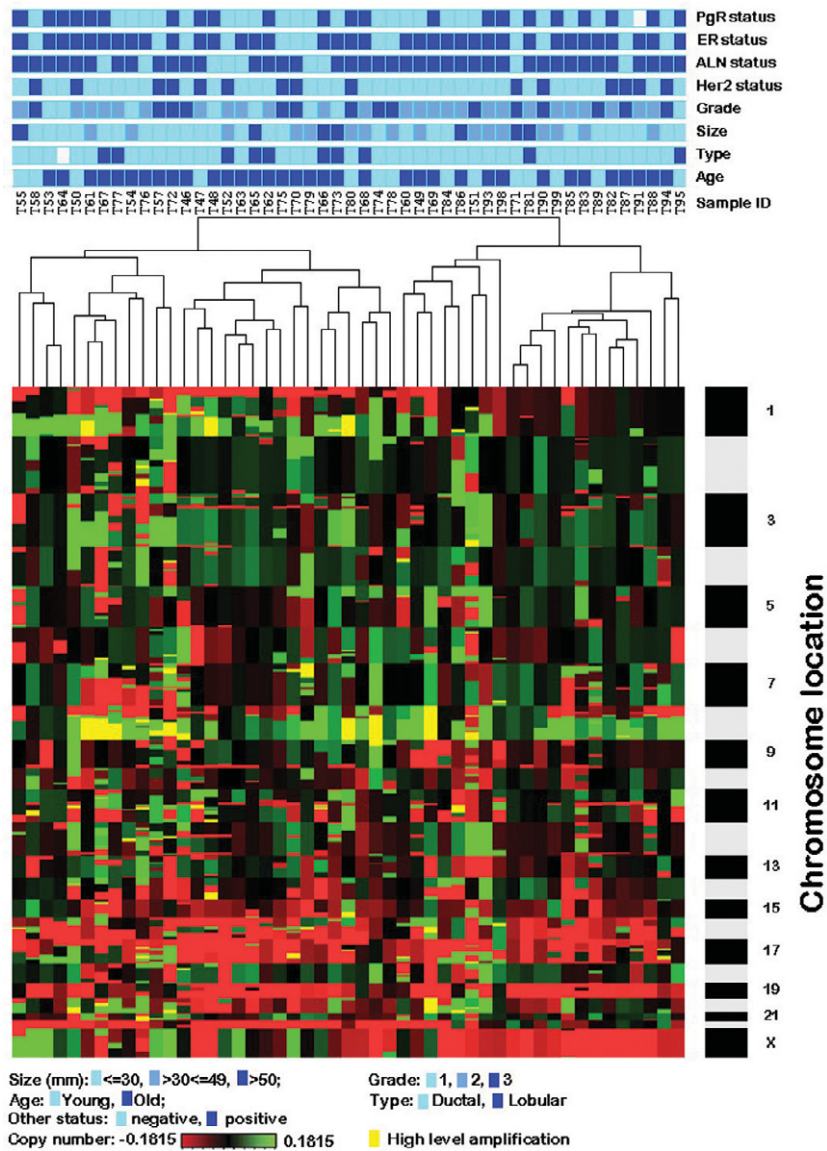 PgR status
ER status
ALN status
Her2 status
Grade
Size
Type
Age
T55 T58 T53 T64 T50 T61 T67 T77 T54 T76 T57 T72 T46 T47 T48 T52 T63 T65 T62 T75 T70 T79 T66 T73 T80 T68 T74 T78 T60 T49 T69 T84 T86 T51 T93 T98 T71 T81 T90 T99 T85 T83 T89 T82 T87 T91 T88 T94 T95
Sample ID
1
3
5
7
9
11
13
15
17
19
21
X
Chromosome location
Size (mm): <=30, >30<=49, >50; Grade: 1, 2, 3
Age: Young, Old; Type: Ductal, Lobular
Other status: negative, positive
Copy number: -0.1815 0.1815 High level amplification